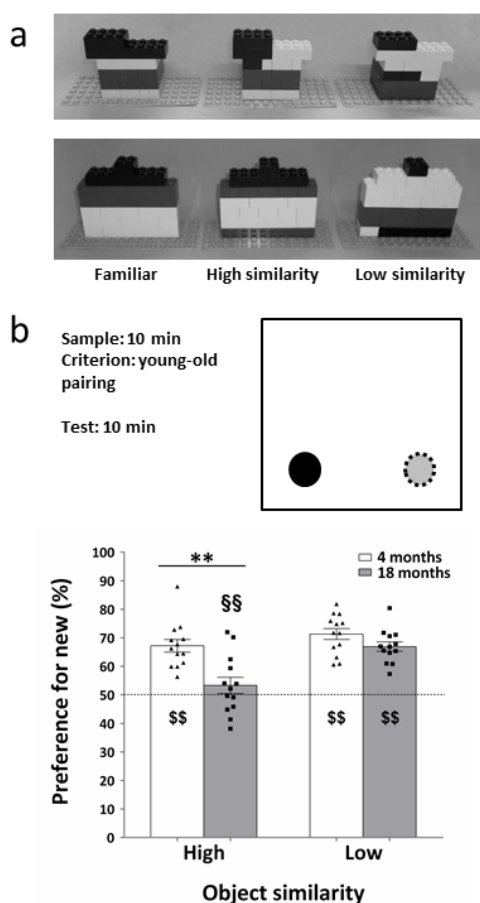 a
Familiar High similarity Low similarity
b
Sample: 10 min
Criterion: young-old
pairing
Test: 10 min
Preference for new (%)
100
90
80
70
60
50
40
30
20
10
0
**
§§
4 months
18 months
$$ $$ $$
High Low
Object similarity